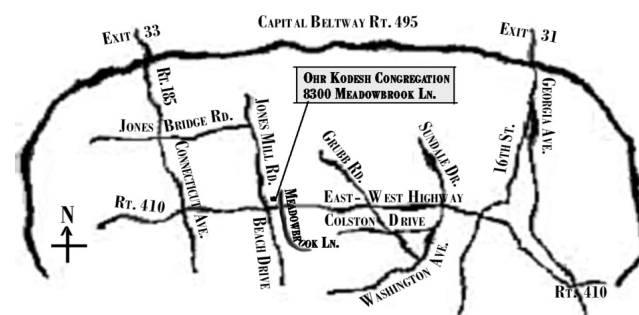 CAPITAL BELTWAY RT. 495
EXIT 33
EXIT 31
RT. 185
OHR KODESH CONGREGATION
8300 MEADOWBROOK LN.
GEORGIA AVE.
JONES BRIDGE RD.
JONES MILL RD.
GRUBB RD.
SUNDALE DR.
16TH ST.
CONNECTICUT AVE.
RT. 410
MEADOWBROOK LN.
EAST-WEST HIGHWAY
COLSTON DRIVE
N
BEACH DRIVE
WASHINGTON AVE.
RT. 410